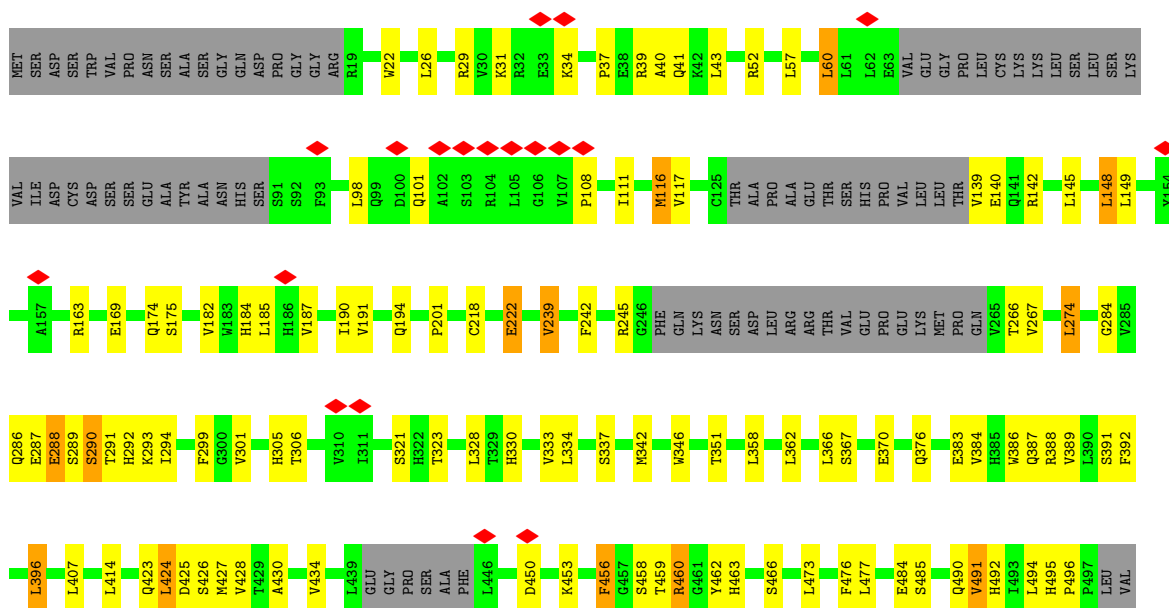 MET SER ASP SER TRP VAL PRO ASN SER ALA SER GLY GLN ASP PRO GLY GLY ARG R19 W22 L26 R29 V30 K31 R32 E33 K34 P37 E38 R39 A40 Q41 K42 L43 R52 L57 L60 L61 L62 E63 VAL GLU GLY PRO LEU CYS LYS LYS LEU SER LEU SER LYS
VAL ILE ASP CYS ASP SER SER GLU ALA TYR ALA ASN HIS SER S91 S92 F93 L98 Q99 D100 Q101 A102 S103 R104 L105 G106 V107 P108 I111 M116 V117 C125 THR ALA PRO ALA GLU THR SER HIS PRO VAL LEU LEU THR V139 E140 Q141 R142 L145 L148 L149 Y154
A157 R163 E169 Q174 S175 V182 W183 H184 L185 H186 V187 I190 V191 Q194 P201 C218 E222 V239 F242 R245 G246 PHE GLN LYS ASN SER ASP LEU ARG ARG THR VAL GLU PRO GLU LYS MET PRO GLN V265 T266 V267 L274 G284 V285
Q286 E287 E288 S289 S290 T291 H292 K293 I294 F299 G300 V301 H305 T306 V310 I311 S321 H322 T323 L328 T329 H330 V333 L334 S337 M342 W346 T351 L358 L362 L366 S367 E370 Q376 E383 V384 H385 W386 Q387 R388 V389 L390 S391 F392
L396 L407 L414 Q423 L424 D425 S426 M427 V428 T429 A430 V434 L439 GLU GLY PRO SER ALA PHE L446 D450 K453 F456 G457 S458 T459 R460 G461 Y462 H463 S466 L473 F476 L477 E484 S485 Q490 V491 H492 I493 L494 H495 P496 P497 LEU VAL